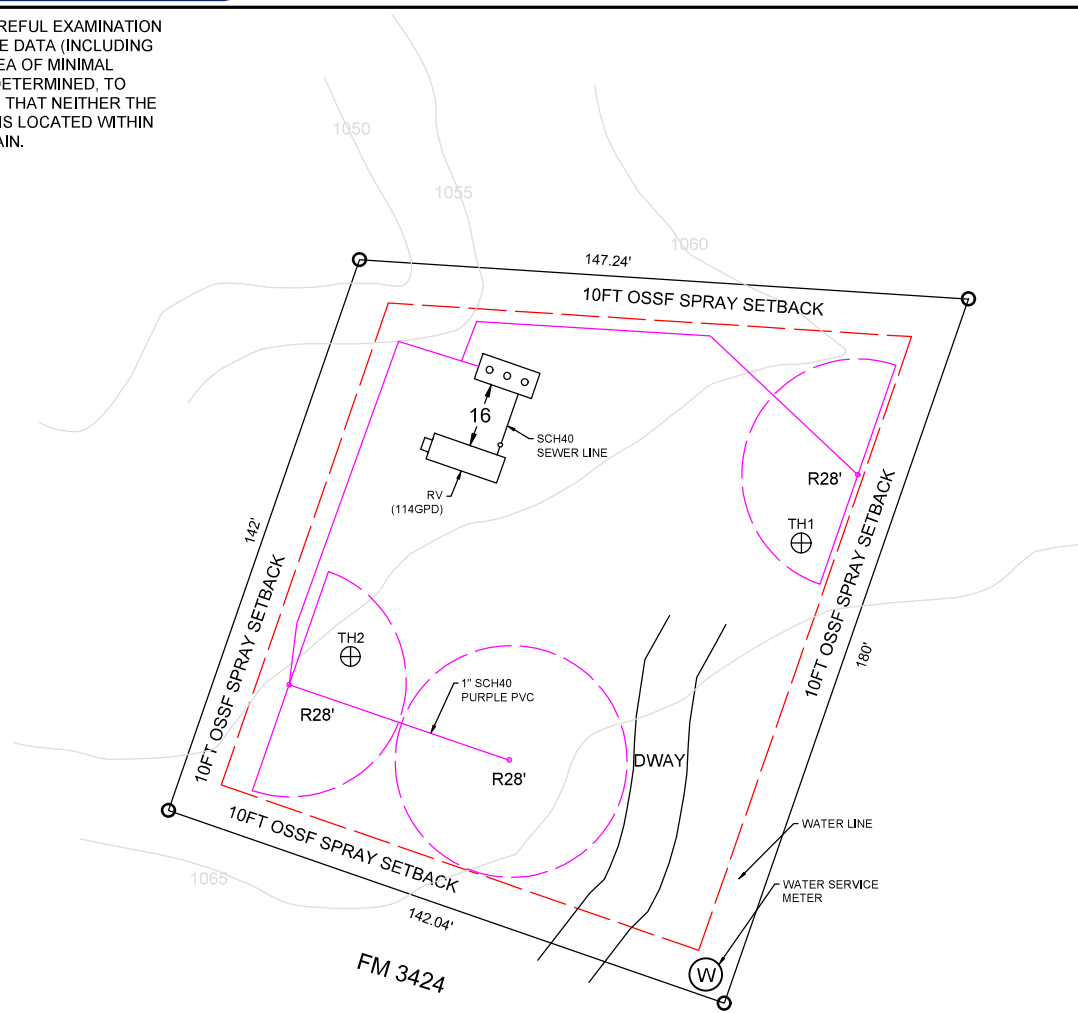 REFUL EXAMINATION
E DATA (INCLUDING
EA OF MINIMAL
DETERMINED, TO
THAT NEITHER THE
IS LOCATED WITHIN
AIN.
1050
1055
1060
147.24'
10FT OSSF SPRAY SETBACK
16
SCH40
SEWER LINE
RV
(114GPD)
R28'
TH1
142'
10FT OSSF SPRAY SETBACK
10FT OSSF SPRAY SETBACK
180'
TH2
1" SCH40
PURPLE PVC
R28'
R28'
DWAY
10FT OSSF SPRAY SETBACK
WATER LINE
1065
WATER SERVICE
METER
142.04'
FM 3424
W